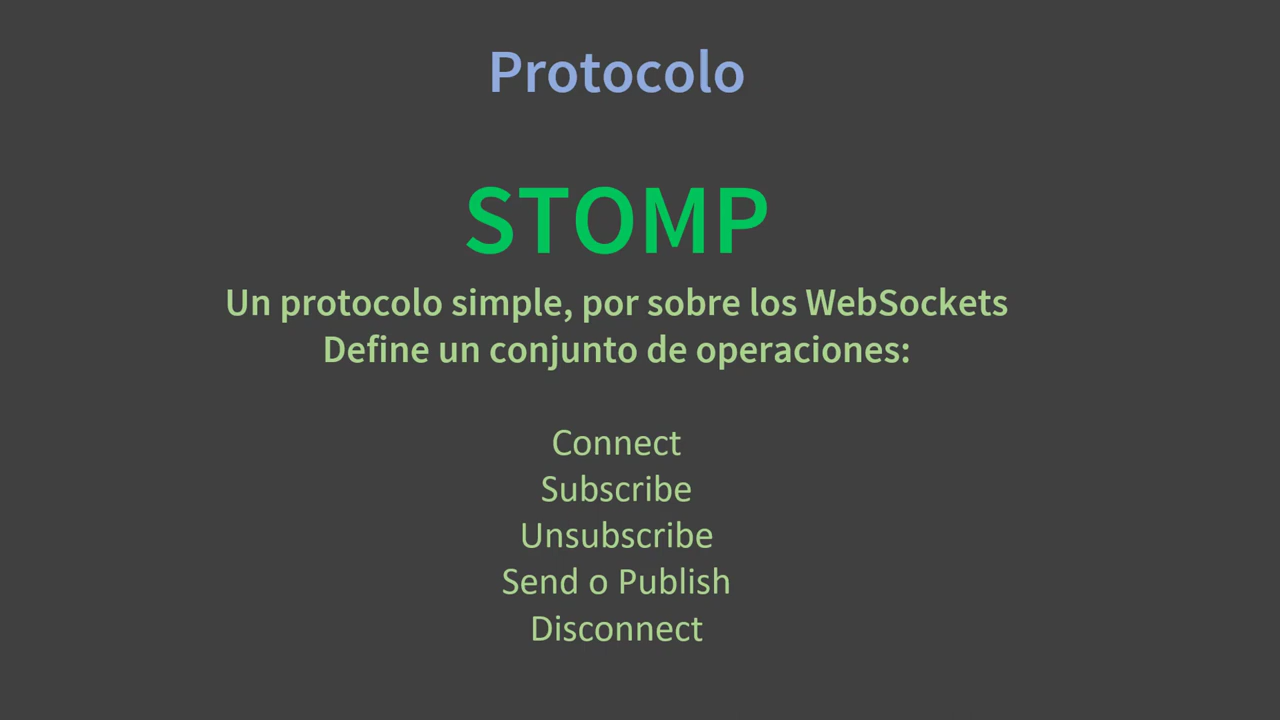 Protocolo
STOMP
Un protocolo simple, por sobre los WebSockets
Define un conjunto de operaciones:
Connect
Subscribe
Unsubscribe
Send o Publish
Disconnect